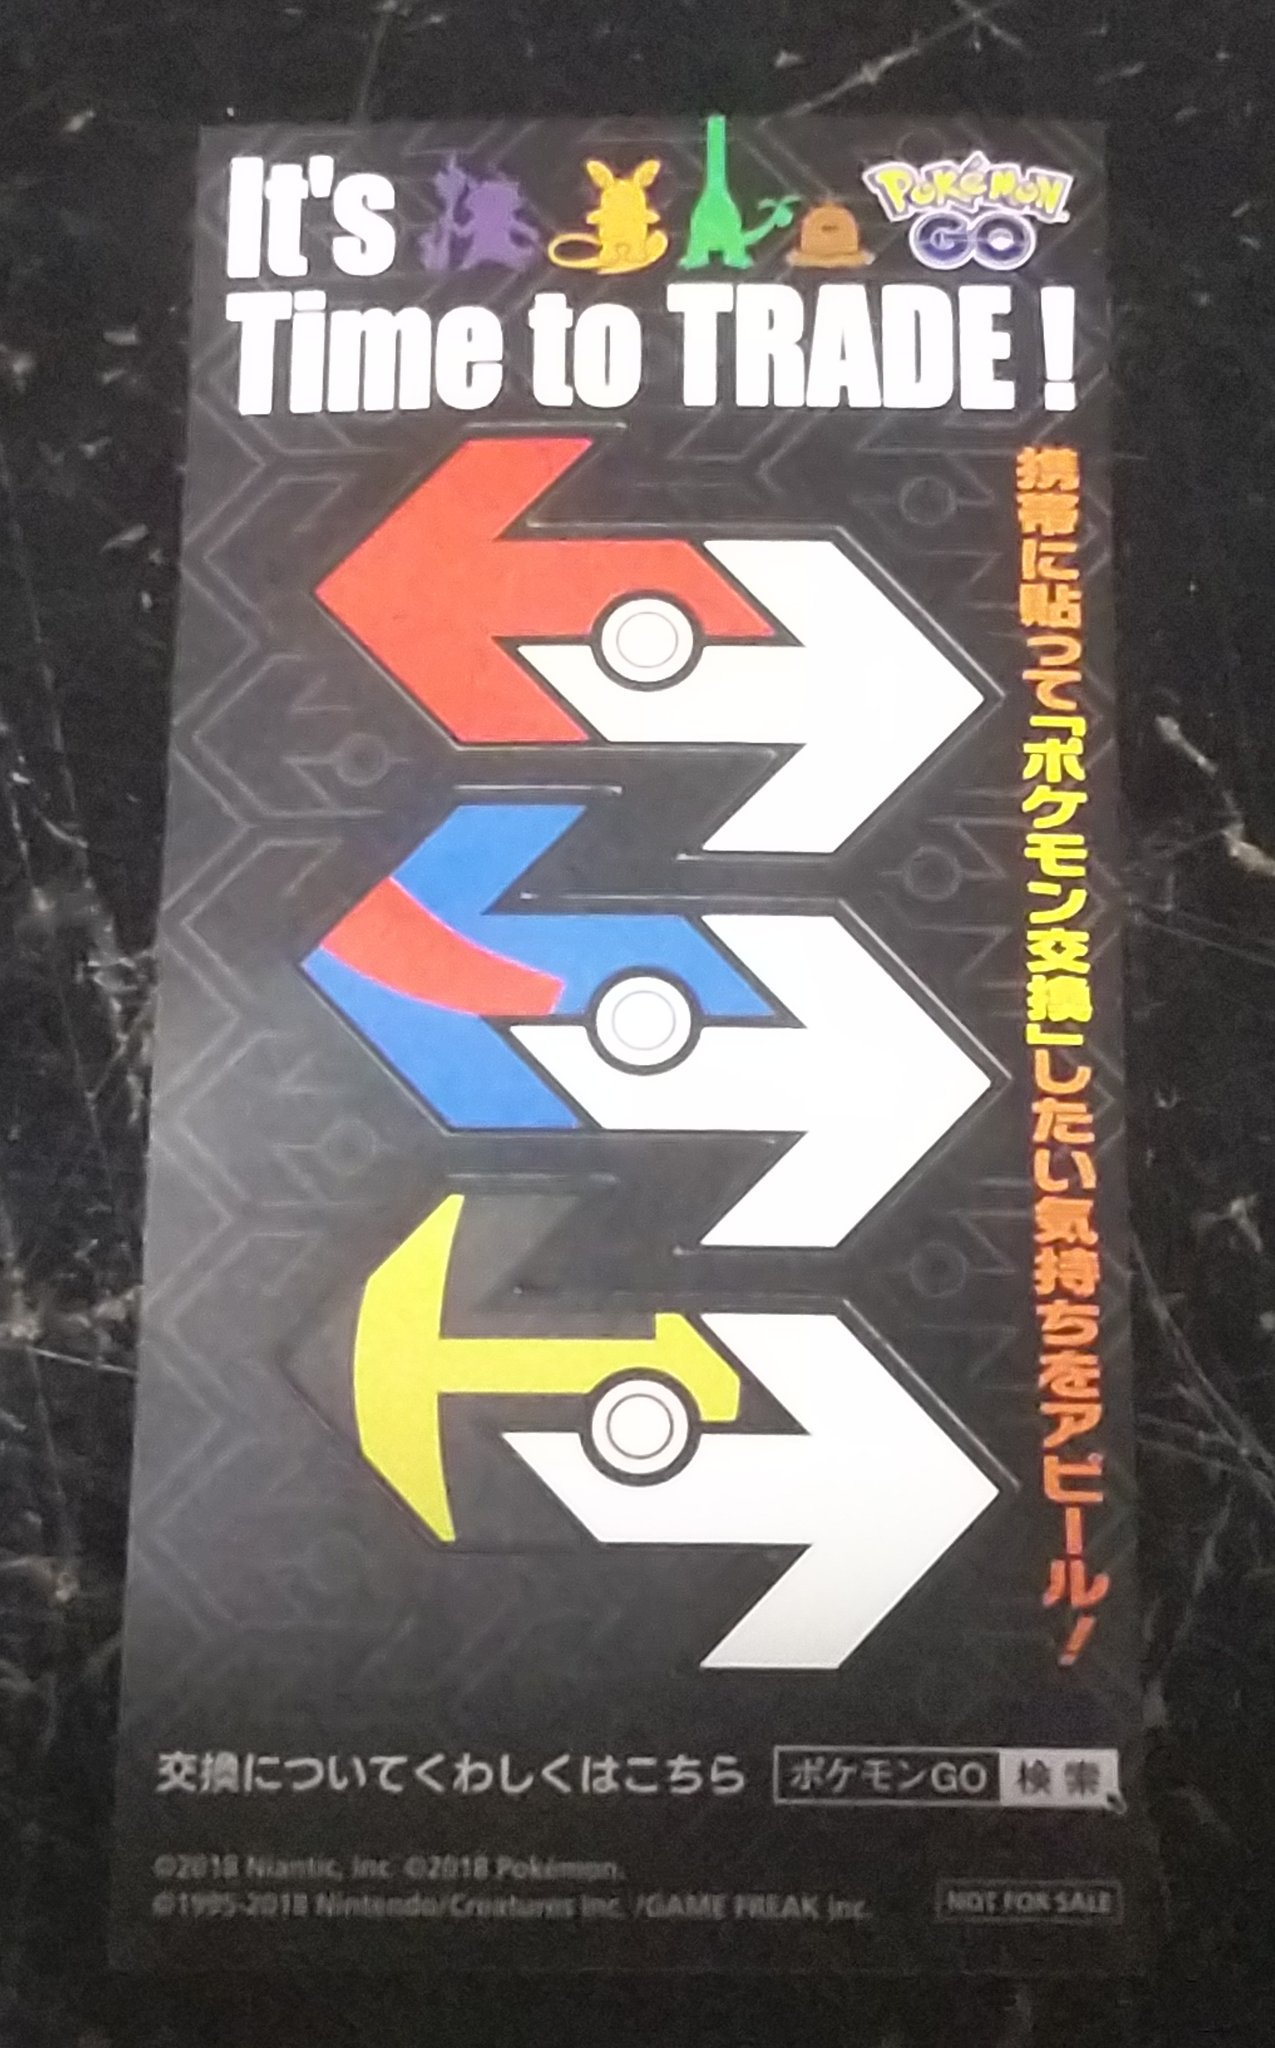 It's
POKÉMON
GO
Time to TRADE !
携帯に貼って「ポケモン交換」したい気持ちをアピール！
交換についてくわしくはこちら
ポケモンGO 検索
©2018 Niantic, Inc. ©2018 Pokémon.
©1995-2018 Nintendo/Creatures Inc. /GAME FREAK inc.
NOT FOR SALE